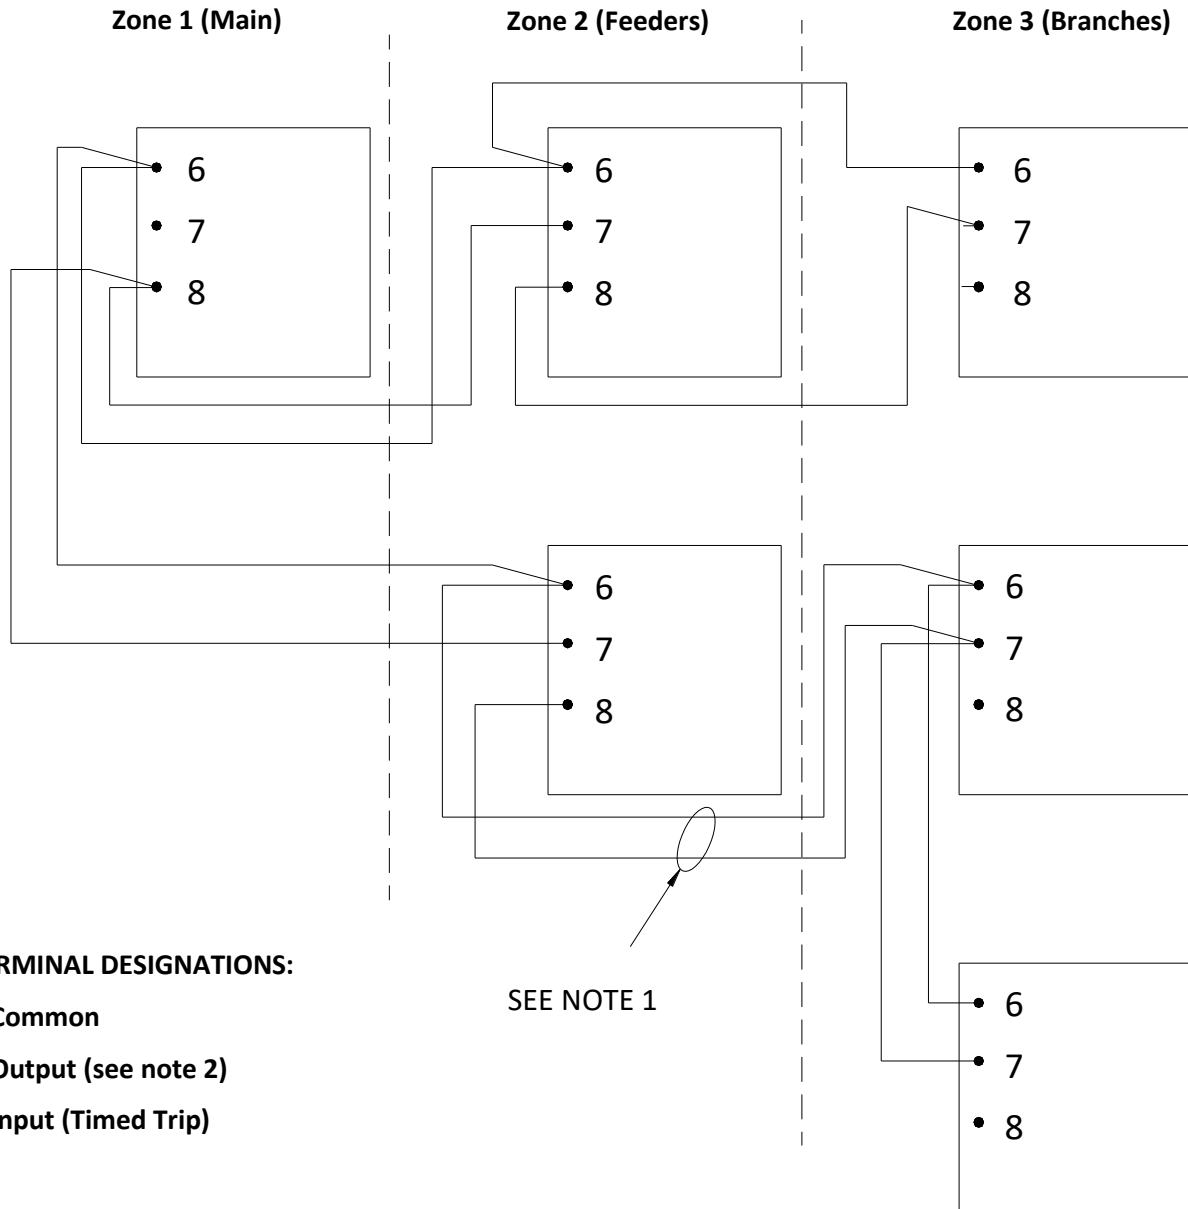 Zone 1 (Main)
Zone 2 (Feeders)
Zone 3 (Branches)
6
7
8
6
7
8
6
7
8
6
7
8
6
7
8
SEE NOTE 1
6
7
8
RMINAL DESIGNATIONS:
Common
Output (see note 2)
nput (Timed Trip)